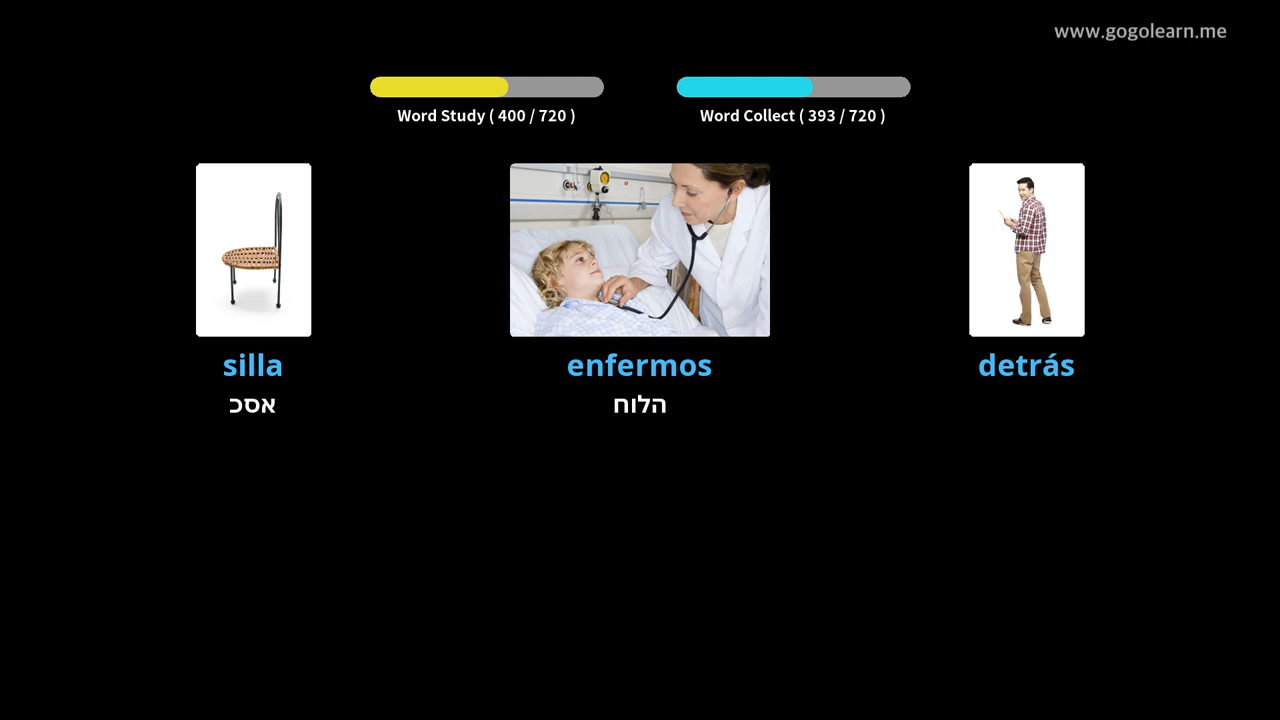 www.gogolearn.me
Word Study ( 400 / 720 )
Word Collect ( 393 / 720 )
silla
אסכ
enfermos
הלוח
detrás